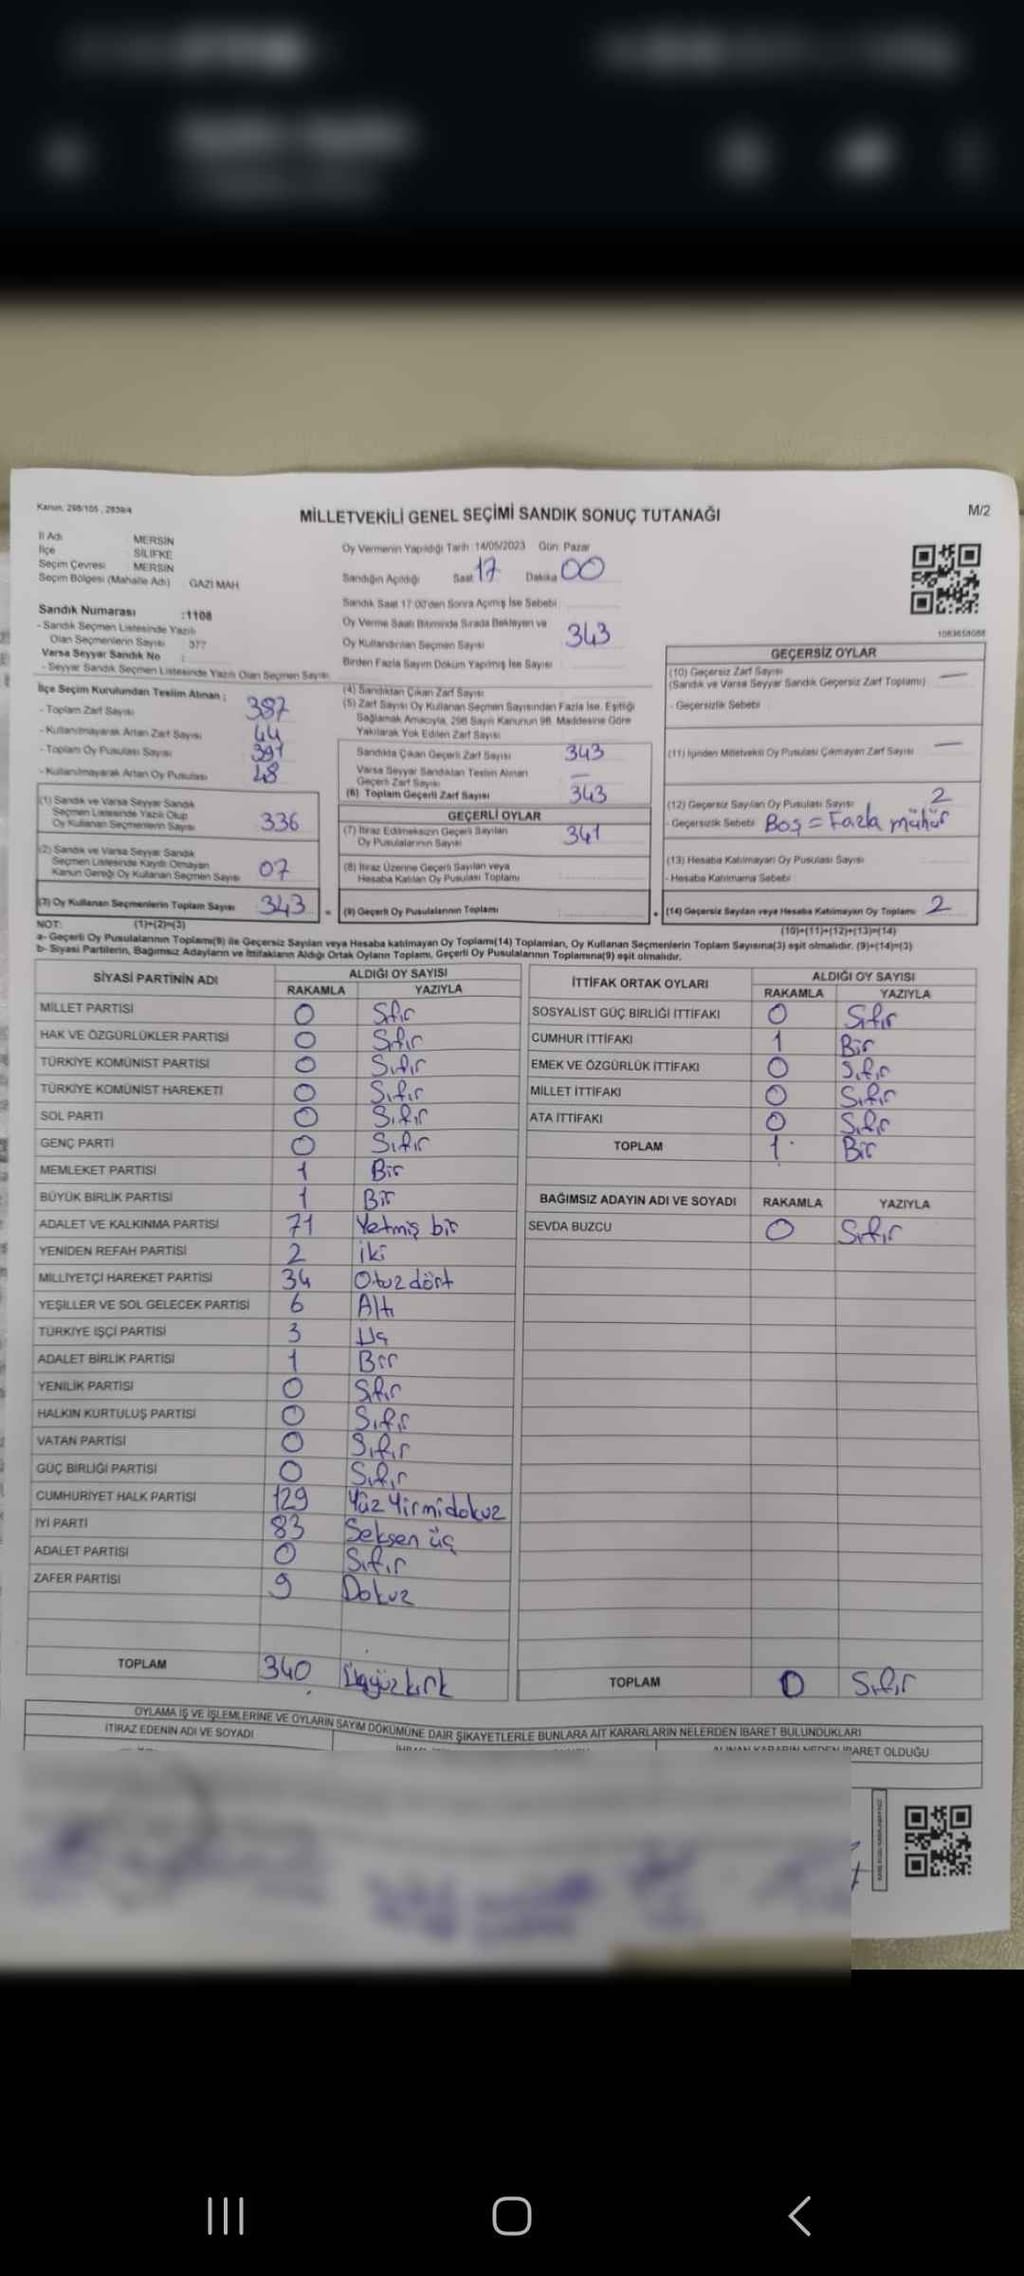 Kanun, 298/105 , 2839/4
MİLLETVEKİLİ GENEL SEÇİMİ SANDIK SONUÇ TUTANAĞI
M/2
İl Adı : MERSİN
İlçe SİLİFKE
Seçim Çevresi MERSİN
Seçim Bölgesi (Mahalle Adı) GAZİ MAH
Sandık Numarası :1108
- Sandık Seçmen Listesinde Yazılı
Olan Seçmenlerin Sayısı 377
Varsa Seyyar Sandık No :
- Seyyar Sandık Seçmen Listesinde Yazılı Olan Seçmen Sayısı
Oy Vermenin Yapıldığı Tarih :14/05/2023 Gün: Pazar
Sandığın Açıldığı Saat 17 Dakika 00
Sandık Saat 17:00'den Sonra Açılmış İse Sebebi
Oy Verme Saati Bitiminde Sırada Bekleyen ve
Oy Kullandırılan Seçmen Sayısı 343
Birden Fazla Sayım Döküm Yapılmış İse Sayısı
İlçe Seçim Kurulundan Teslim Alınan ;
- Toplam Zarf Sayısı 387
- Kullanılmayarak Artan Zarf Sayısı 44
- Toplam Oy Pusulası Sayısı 391
- Kullanılmayarak Artan Oy Pusulası 48
(1) Sandık ve Varsa Seyyar Sandık
Seçmen Listesinde Yazılı Olup
Oy Kullanan Seçmenlerin Sayısı 336
(2) Sandık ve Varsa Seyyar Sandık
Seçmen Listesinde Kayıtlı Olmayan
Kanun Gereği Oy Kullanan Seçmen Sayısı 07
(3) Oy Kullanan Seçmenlerin Toplam Sayısı 343 =
(1)+(2)=(3)
(4) Sandıktan Çıkan Zarf Sayısı
(5) Zarf Sayısı Oy Kullanan Seçmen Sayısından Fazla İse, Eşitliği
Sağlamak Amacıyla, 298 Sayılı Kanunun 98. Maddesine Göre
Yakılarak Yok Edilen Zarf Sayısı
Sandıkta Çıkan Geçerli Zarf Sayısı 343
Varsa Seyyar Sandıktan Teslim Alınan
Geçerli Zarf Sayısı —
(6) Toplam Geçerli Zarf Sayısı 343
GEÇERLİ OYLAR
(7) İtiraz Edilmeksizin Geçerli Sayılan
Oy Pusulalarının Sayısı 341
(8) İtiraz Üzerine Geçerli Sayılan veya
Hesaba Katılan Oy Pusulası Toplamı
(9) Geçerli Oy Pusulalarının Toplamı +
1083658088
GEÇERSİZ OYLAR
(10) Geçersiz Zarf Sayısı —
(Sandık ve Varsa Seyyar Sandık Geçersiz Zarf Toplamı)
- Geçersizlik Sebebi
(11) İçinden Milletvekili Oy Pusulası Çıkmayan Zarf Sayısı —
(12) Geçersiz Sayılan Oy Pusulası Sayısı 2
- Geçersizlik Sebebi Boş = Fazla mühür
(13) Hesaba Katılmayan Oy Pusulası Sayısı
- Hesaba Katılmama Sebebi
(14) Geçersiz Sayılan veya Hesaba Katılmayan Oy Toplamı 2
(10)+(11)+(12)+(13)=(14)
NOT:
a- Geçerli Oy Pusulalarının Toplamı(9) ile Geçersiz Sayılan veya Hesaba katılmayan Oy Toplamı(14) Toplamları, Oy Kullanan Seçmenlerin Toplam Sayısına(3) eşit olmalıdır. (9)+(14)=(3)
b- Siyasi Partilerin, Bağımsız Adayların ve İttifakların Aldığı Ortak Oyların Toplamı, Geçerli Oy Pusulalarının Toplamına(9) eşit olmalıdır.
SİYASİ PARTİNİN ADI ALDIĞI OY SAYISI
RAKAMLA YAZIYLA
MİLLET PARTİSİ 0 Sıfır
HAK VE ÖZGÜRLÜKLER PARTİSİ 0 Sıfır
TÜRKİYE KOMÜNİST PARTİSİ 0 Sıfır
TÜRKİYE KOMÜNİST HAREKETİ 0 Sıfır
SOL PARTİ 0 Sıfır
GENÇ PARTİ 0 Sıfır
MEMLEKET PARTİSİ 1 Bir
BÜYÜK BİRLİK PARTİSİ 1 Bir
ADALET VE KALKINMA PARTİSİ 71 Yetmiş bir
YENİDEN REFAH PARTİSİ 2 İki
MİLLİYETÇİ HAREKET PARTİSİ 34 Otuz dört
YEŞİLLER VE SOL GELECEK PARTİSİ 6 Altı
TÜRKİYE İŞÇİ PARTİSİ 3 Üç
ADALET BİRLİK PARTİSİ 1 Bir
YENİLİK PARTİSİ 0 Sıfır
HALKIN KURTULUŞ PARTİSİ 0 Sıfır
VATAN PARTİSİ 0 Sıfır
GÜÇ BİRLİĞİ PARTİSİ 0 Sıfır
CUMHURİYET HALK PARTİSİ 129 Yüz Yirmidokuz
İYİ PARTİ 83 Seksen üç
ADALET PARTİSİ 0 Sıfır
ZAFER PARTİSİ 9 Dokuz
TOPLAM 340 Üçyüzkırk
İTTİFAK ORTAK OYLARI ALDIĞI OY SAYISI
RAKAMLA YAZIYLA
SOSYALİST GÜÇ BİRLİĞİ İTTİFAKI 0 Sıfır
CUMHUR İTTİFAKI 1 Bir
EMEK VE ÖZGÜRLÜK İTTİFAKI 0 Sıfır
MİLLET İTTİFAKI 0 Sıfır
ATA İTTİFAKI 0 Sıfır
TOPLAM 1 Bir
BAĞIMSIZ ADAYIN ADI VE SOYADI RAKAMLA YAZIYLA
SEVDA BUZCU 0 Sıfır
TOPLAM 0 Sıfır
OYLAMA İŞ VE İŞLEMLERİNE VE OYLARIN SAYIM DÖKÜMÜNE DAİR ŞİKAYETLERLE BUNLARA AİT KARARLARIN NELERDEN İBARET BULUNDUKLARI
İTİRAZ EDENİN ADI VE SOYADI
ALINAN KARARIN NEDEN İBARET OLDUĞU